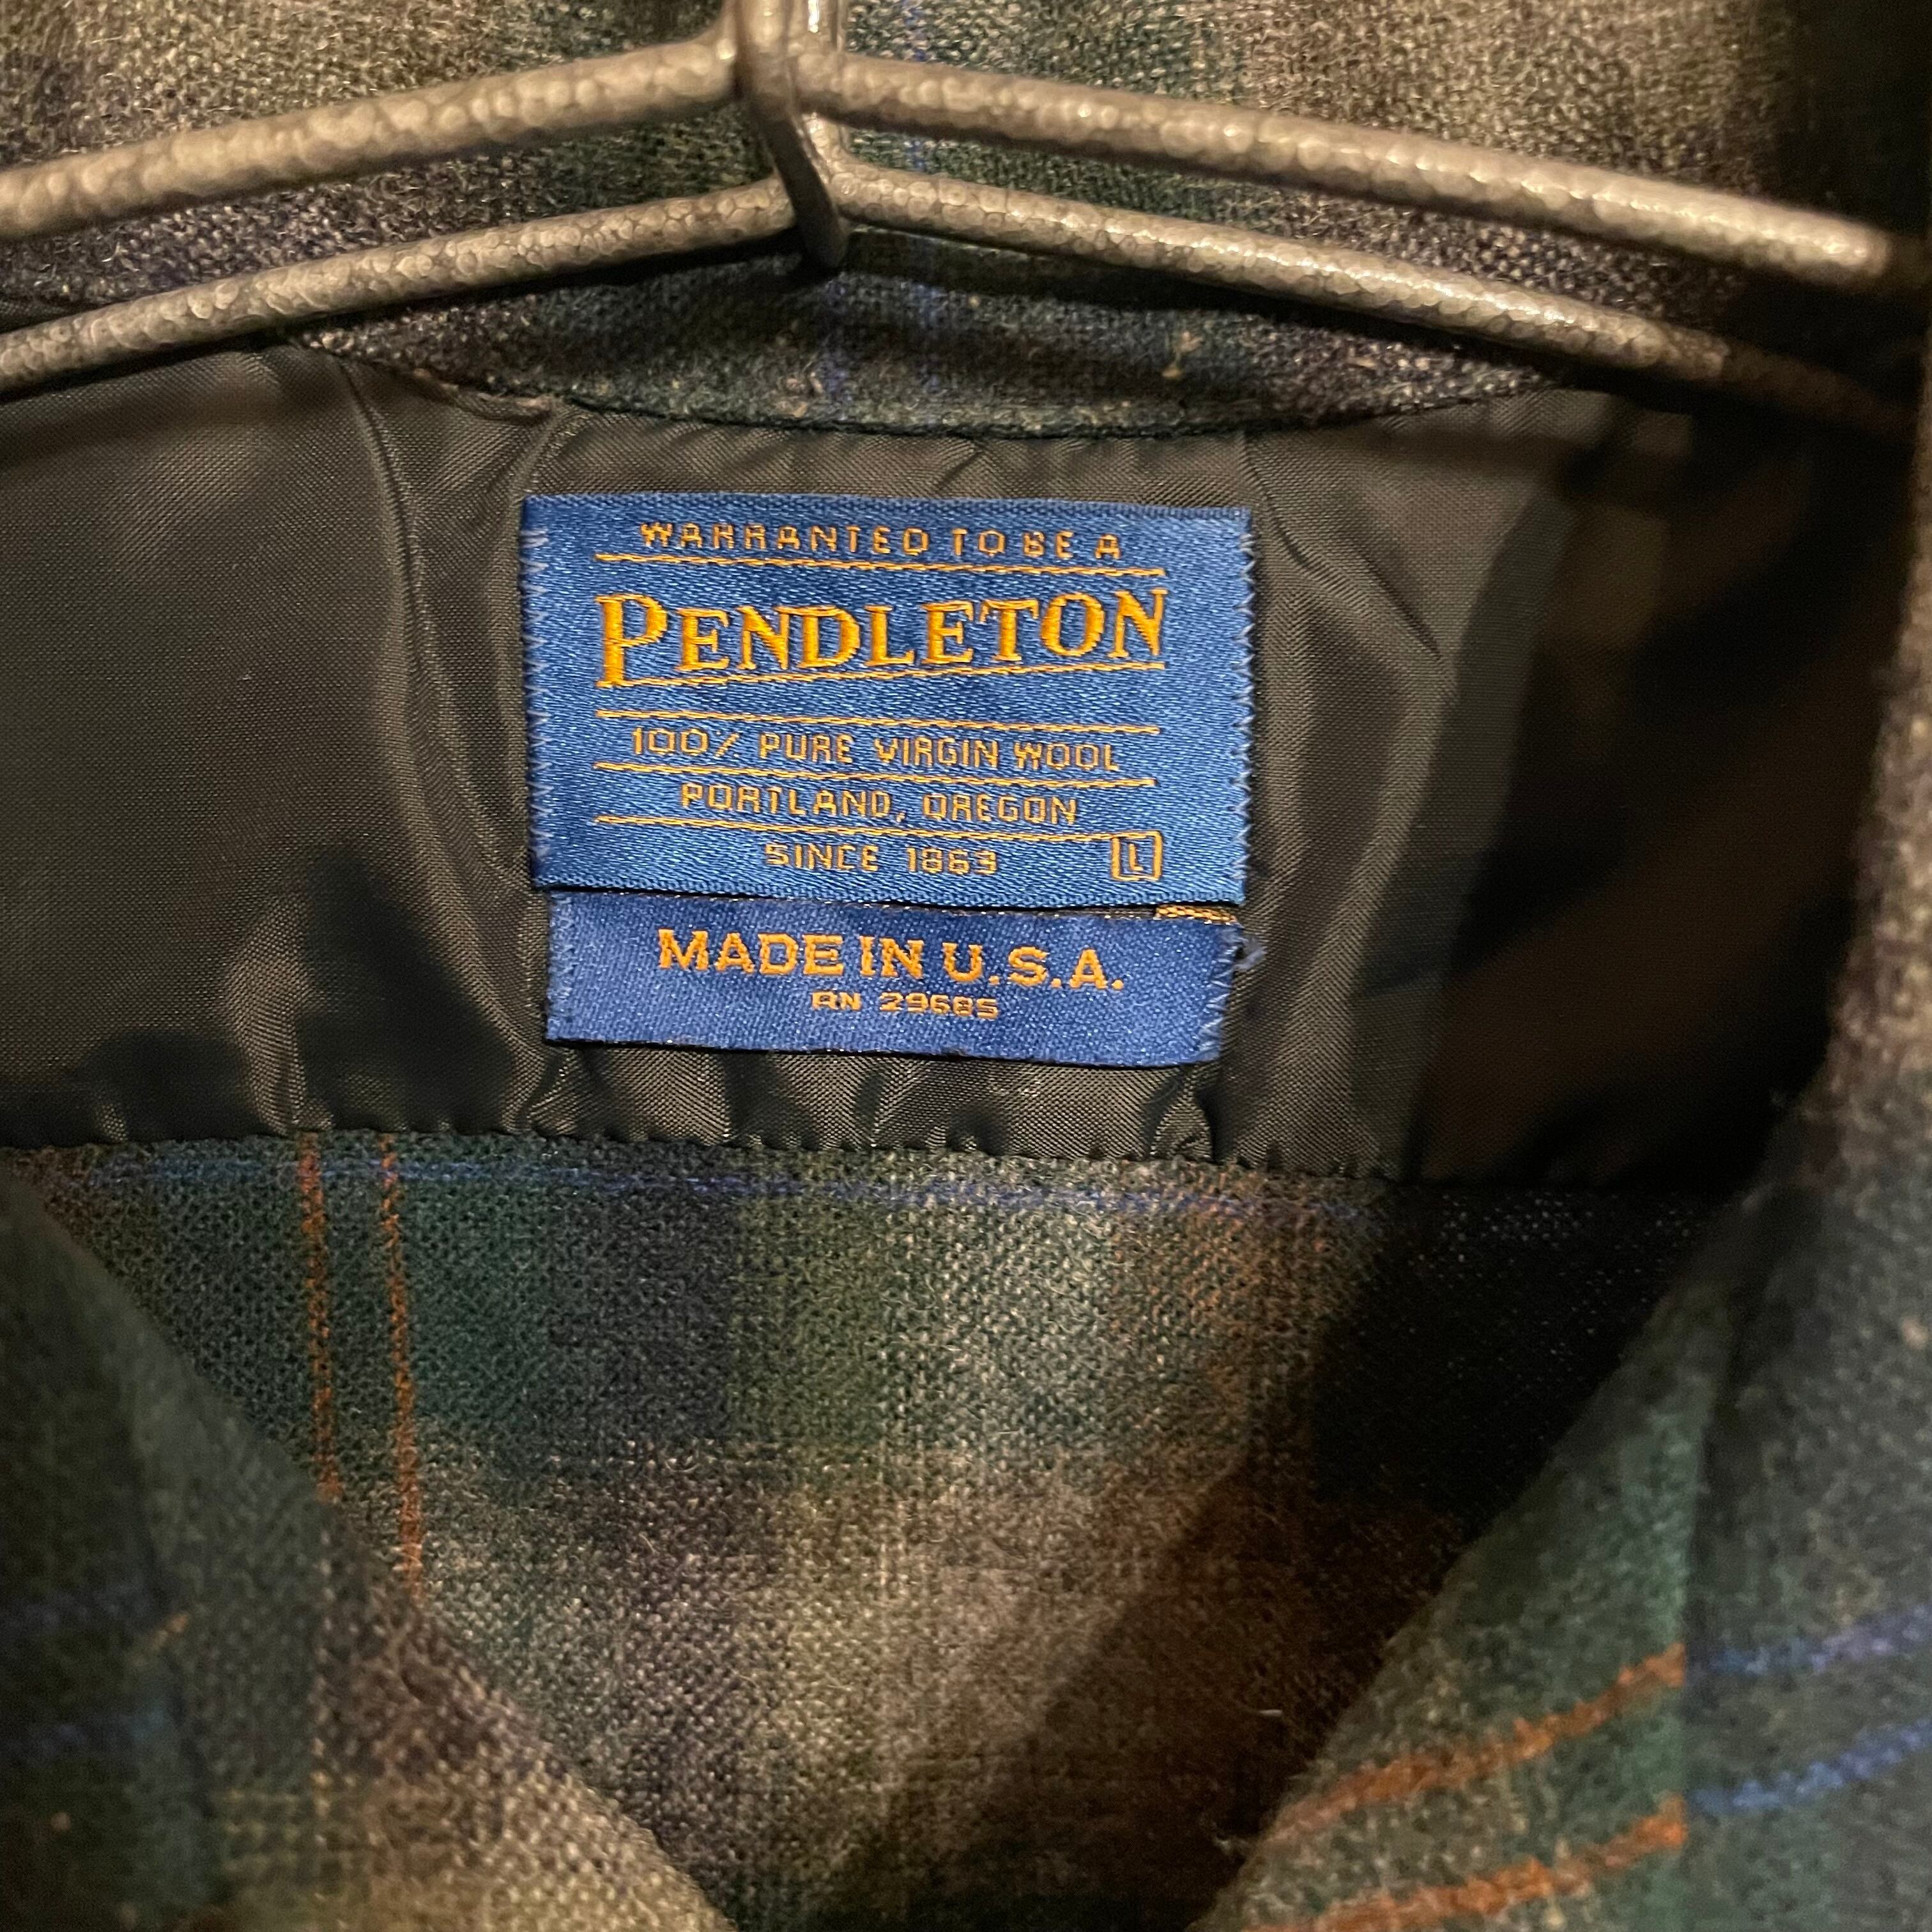 WARRANTED TO BE A
PENDLETON
100% PURE VIRGIN WOOL
PORTLAND, OREGON
SINCE 1863
L
MADE IN U.S.A.
RN 29685